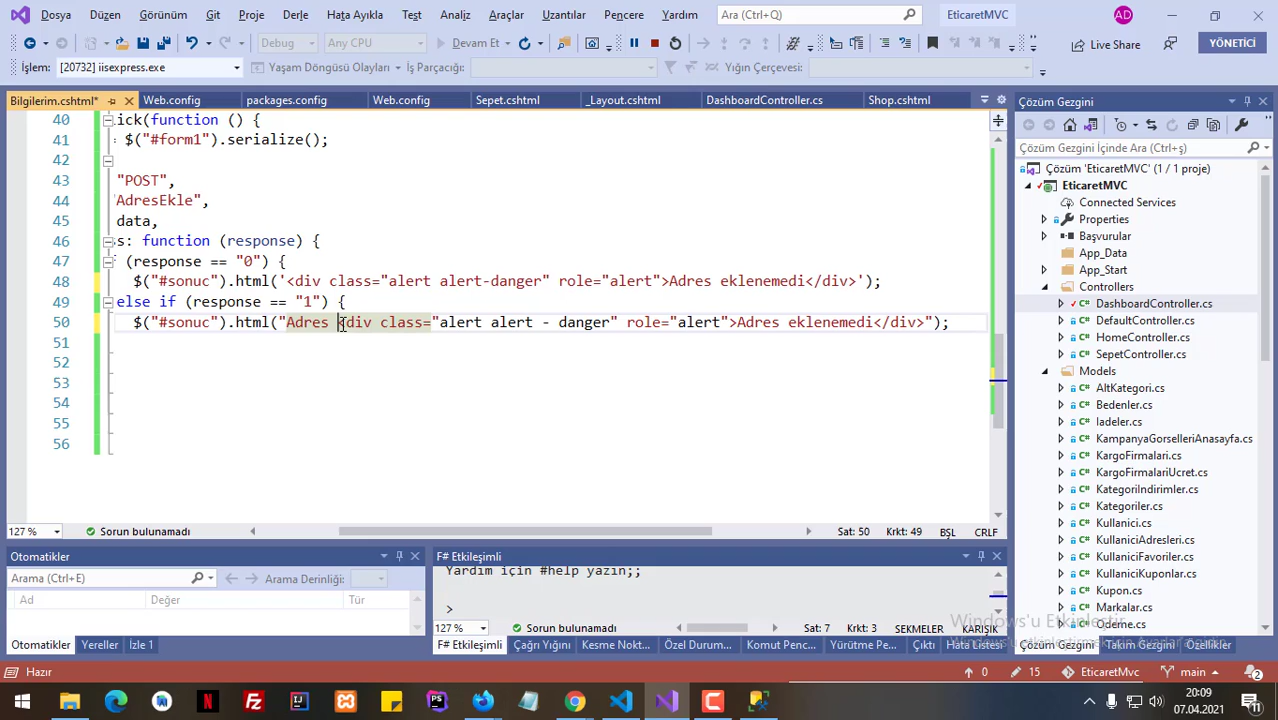 Dosya Düzen Görünüm Git Proje Derle Hata Ayıkla Test Analiz Araçlar Uzantılar Pencere Yardım Ara (Ctrl+Q) EticaretMVC AD
Debug Any CPU Devam Et Live Share YÖNETİCİ
İşlem: [20732] iisexpress.exe Yaşam Döngüsü Olayları İş Parçacığı: Yığın Çerçevesi:
Bilgilerim.cshtml* Web.config packages.config Web.config Sepet.cshtml _Layout.cshtml DashboardController.cs Shop.cshtml
40 ick(function () {
41 $("#form1").serialize();
42
43 "POST",
44 'AdresEkle",
45 data,
46 s: function (response) {
47 (response == "0") {
48 $("#sonuc").html('<div class="alert alert-danger" role="alert">Adres eklenemedi</div>');
49 else if (response == "1") {
50 $("#sonuc").html("Adres <div class="alert alert - danger" role="alert">Adres eklenemedi</div>");
51
52
53
54
55
56
127 % Sorun bulunamadı Sat: 50 Krkt: 49 BŞL CRLF
Çözüm Gezgini
Çözüm Gezgini İçinde Ara (Ctrl+ş)
Çözüm 'EticaretMVC' (1 / 1 proje)
EticaretMVC
Connected Services
Properties
Başvurular
App_Data
App_Start
Controllers
DashboardController.cs
DefaultController.cs
HomeController.cs
SepetController.cs
Models
AltKategori.cs
Bedenler.cs
Iadeler.cs
KampanyaGorselleriAnasayfa.cs
KargoFirmalari.cs
KargoFirmalariUcret.cs
KategoriIndirimler.cs
Kategoriler.cs
Kullanici.cs
KullaniciAdresleri.cs
KullaniciFavoriler.cs
KullaniciKuponlar.cs
Kupon.cs
Markalar.cs
Odeme.cs
Çözüm Gezgini Takım Gezgini Özellikler
Otomatikler
Arama (Ctrl+E) Arama Derinliği:
Ad Değer Tür
Otomatikler Yereller İzle 1
F# Etkileşimli
Yardım için #help yazın;;
>
127 % Sorun bulunamadı Sat: 7 Krkt: 3 SEKMELER KARIŞIK
F# Etkileşimli Çağrı Yığını Kesme Nokt... Özel Durum... Komut Penc... Yürütme Pe... Çıktı Hata Listesi
Windows'u Etkinleştir
Hazır 0 15 EticaretMvc main 2
20:09
07.04.2021
11